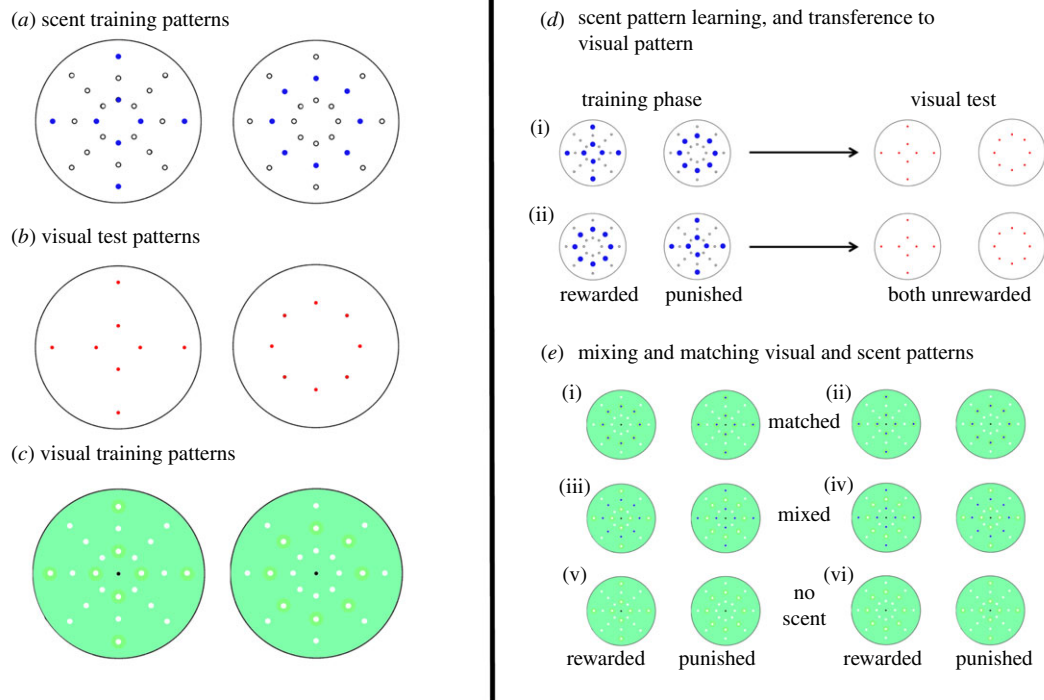 (a) scent training patterns
(b) visual test patterns
(c) visual training patterns
(d) scent pattern learning, and transference to
visual pattern
training phase visual test
(i)
(ii)
rewarded punished both unrewarded
(e) mixing and matching visual and scent patterns
(i) matched (ii)
(iii) mixed (iv)
(v) no (vi)
scent
rewarded punished rewarded punished